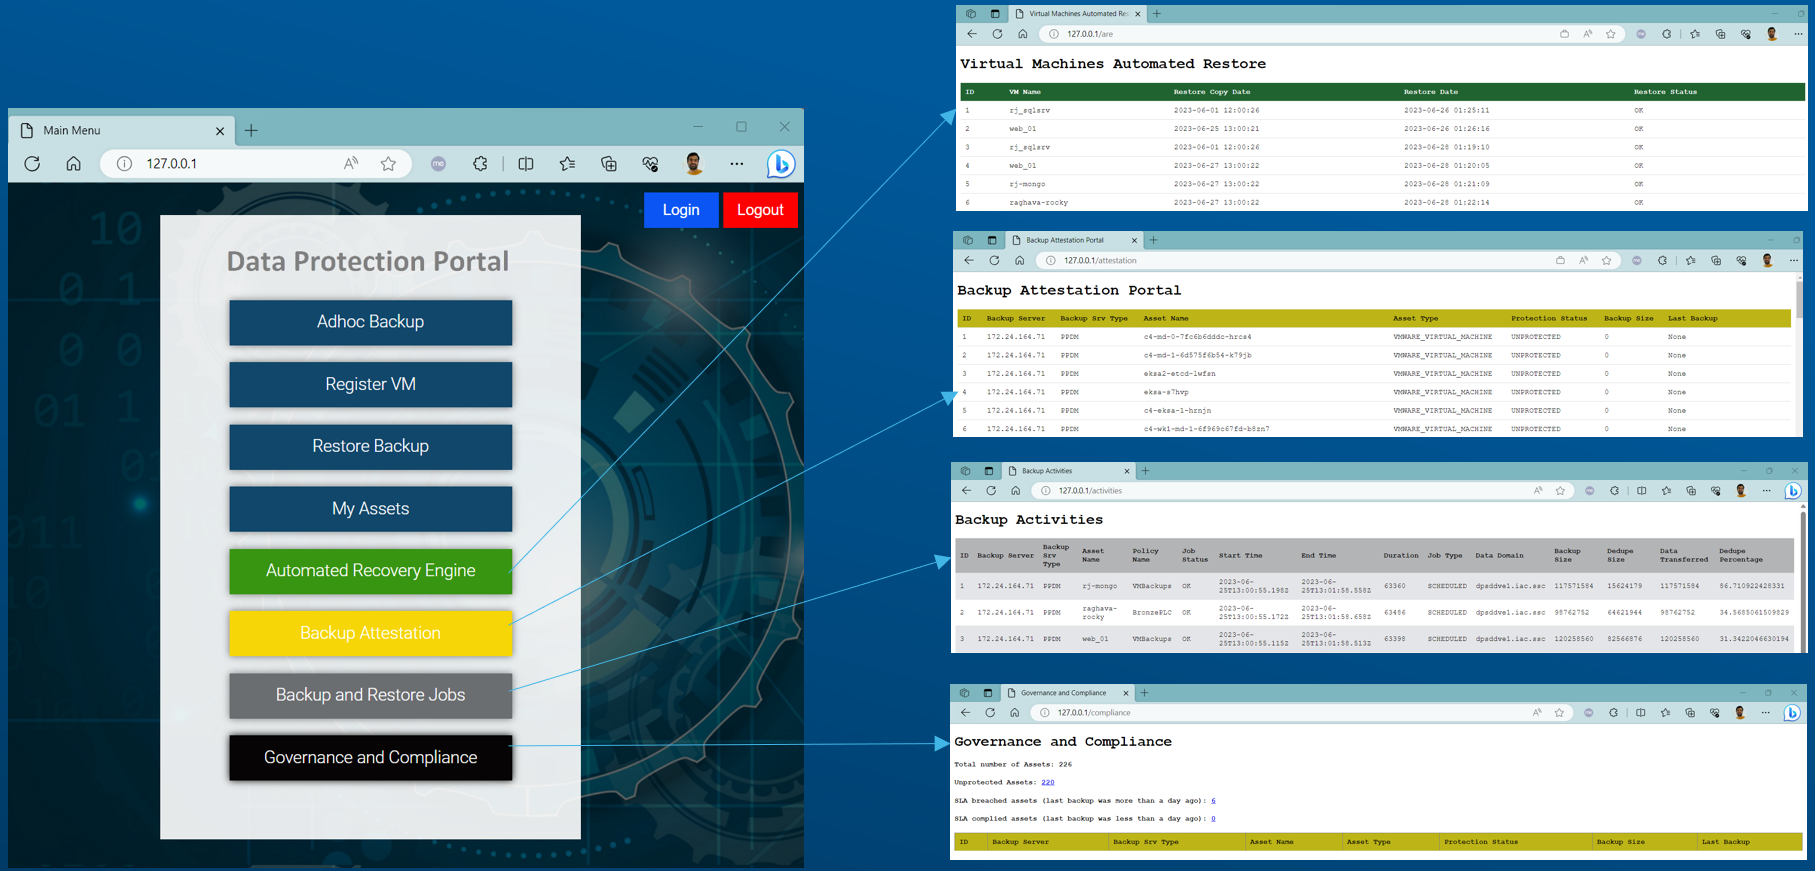 Main Menu
127.0.0.1
Login
Logout
Data Protection Portal
Adhoc Backup
Register VM
Restore Backup
My Assets
Automated Recovery Engine
Backup Attestation
Backup and Restore Jobs
Governance and Compliance
Virtual Machines Automated Res
127.0.0.1/are
Virtual Machines Automated Restore
ID VM Name Restore Copy Date Restore Date Restore Status
1 rj_sqlsrv 2023-06-01 12:00:26 2023-06-26 01:25:11 OK
2 web_01 2023-06-25 13:00:21 2023-06-26 01:26:16 OK
3 rj_sqlsrv 2023-06-01 12:00:26 2023-06-28 01:19:10 OK
4 web_01 2023-06-27 13:00:22 2023-06-28 01:20:05 OK
5 rj-mongo 2023-06-27 13:00:22 2023-06-28 01:21:09 OK
6 raghava-rocky 2023-06-27 13:00:22 2023-06-28 01:22:14 OK
Backup Attestation Portal
127.0.0.1/attestation
Backup Attestation Portal
ID Backup Server Backup Srv Type Asset Name Asset Type Protection Status Backup Size Last Backup
1 172.24.164.71 PPDM c4-md-0-7fc6b6dddc-hrcs4 VMWARE_VIRTUAL_MACHINE UNPROTECTED 0 None
2 172.24.164.71 PPDM c4-md-1-6d575f6b54-k79jb VMWARE_VIRTUAL_MACHINE UNPROTECTED 0 None
3 172.24.164.71 PPDM eksa2-etcd-lwfsn VMWARE_VIRTUAL_MACHINE UNPROTECTED 0 None
4 172.24.164.71 PPDM eksa-s7hvp VMWARE_VIRTUAL_MACHINE UNPROTECTED 0 None
5 172.24.164.71 PPDM c4-eksa-1-hrnjn VMWARE_VIRTUAL_MACHINE UNPROTECTED 0 None
6 172.24.164.71 PPDM c4-wk1-md-1-6f969c67fd-b8zn7 VMWARE_VIRTUAL_MACHINE UNPROTECTED 0 None
Backup Activities
127.0.0.1/activities
Backup Activities
ID Backup Server Backup Srv Type Asset Name Policy Name Job Status Start Time End Time Duration Job Type Data Domain Backup Size Dedupe Size Data Transferred Dedupe Percentage
1 172.24.164.71 PPDM rj-mongo VMBackups OK 2023-06-25T13:00:55.198Z 2023-06-25T13:01:58.558Z 63360 SCHEDULED dpsddve1.iac.ssc 117571584 15624179 117571584 86.710922428331
2 172.24.164.71 PPDM raghava-rocky BronzePLC OK 2023-06-25T13:00:55.172Z 2023-06-25T13:01:58.658Z 63486 SCHEDULED dpsddve1.iac.ssc 98762752 64621944 98762752 34.5685061509829
3 172.24.164.71 PPDM web_01 VMBackups OK 2023-06-25T13:00:55.115Z 2023-06-25T13:01:58.513Z 63398 SCHEDULED dpsddve1.iac.ssc 120258560 82566876 120258560 31.3422046630194
Governance and Compliance
127.0.0.1/compliance
Governance and Compliance
Total number of Assets: 226
Unprotected Assets: 220
SLA breached assets (last backup was more than a day ago): 6
SLA complied assets (last backup was less than a day ago): 0
ID Backup Server Backup Srv Type Asset Name Asset Type Protection Status Backup Size Last Backup